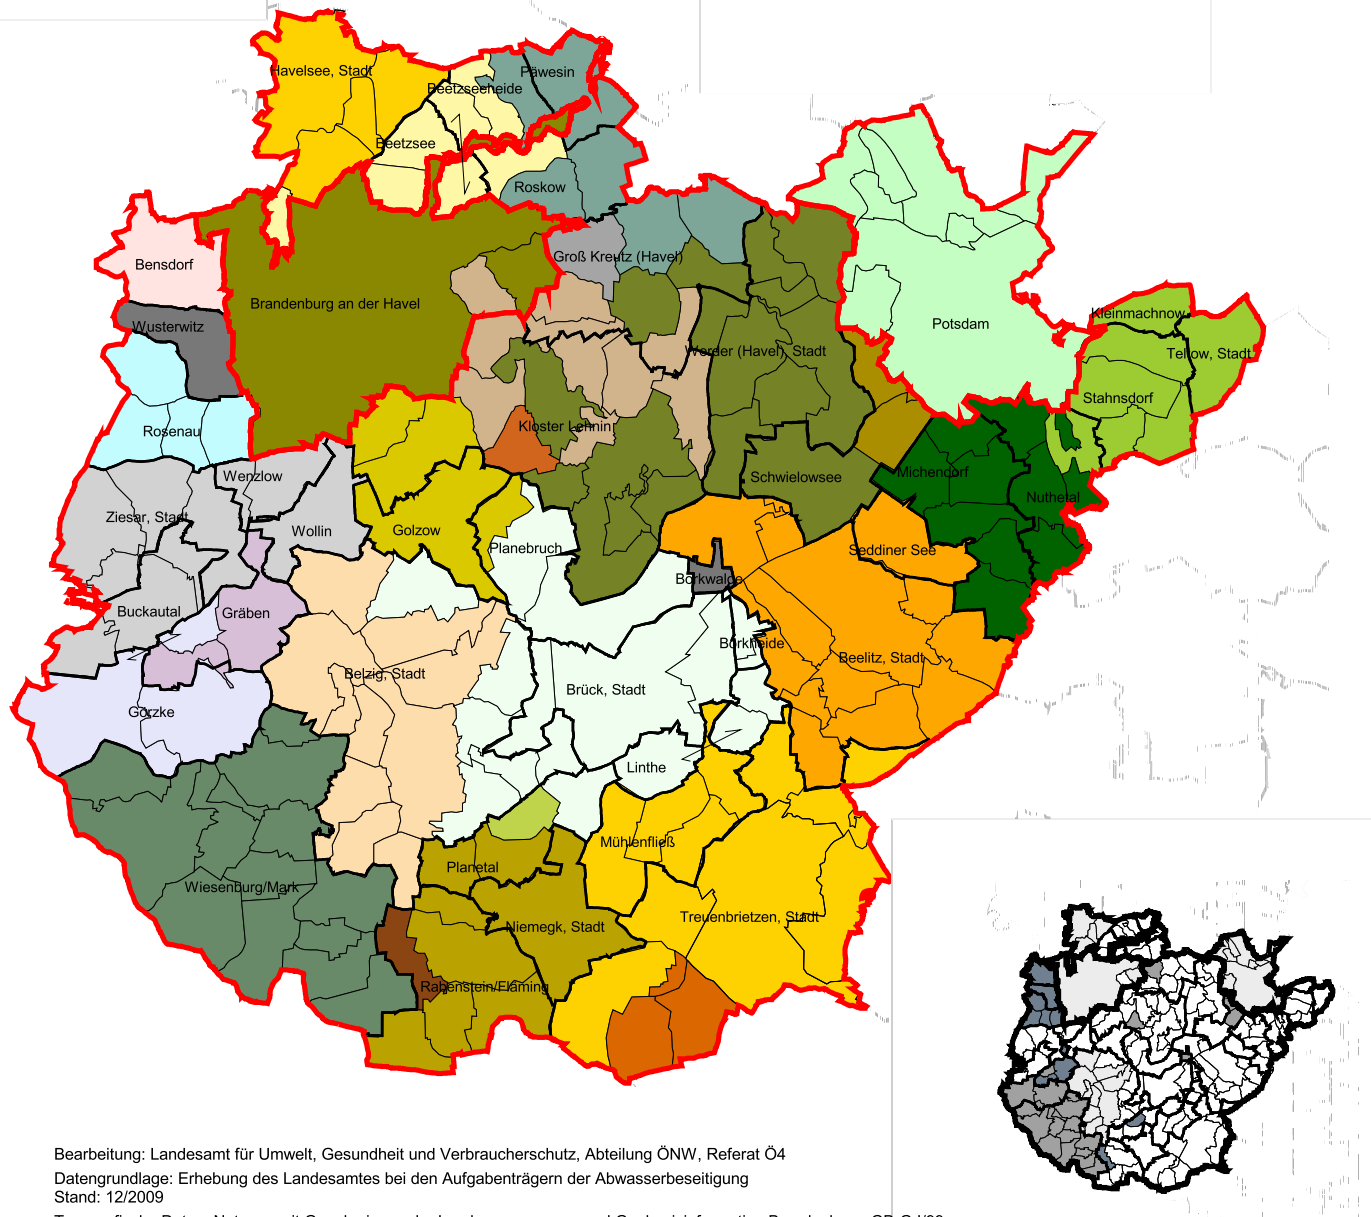 Havelsee, Stadt
Päwesin
Beetzseeheide
Beetzsee
Roskow
Bensdorf
Groß Kreutz (Havel)
Brandenburg an der Havel
Wusterwitz
Kleinmachnow
Potsdam
Werder (Havel), Stadt
Teltow, Stadt
Stahnsdorf
Rosenau
Kloster Lehnin
Wenzlow
Michendorf
Schwielowsee
Nuthetal
Ziesar, Stadt
Wollin
Golzow
Planebruch
Seddiner See
Borkwalde
Buckautal
Gräben
Borkheide
Beelitz, Stadt
Belzig, Stadt
Brück, Stadt
Görzke
Linthe
Mühlenfließ
Planetal
Wiesenburg/Mark
Treuenbrietzen, Stadt
Niemegk, Stadt
Rabenstein/Fläming
Bearbeitung: Landesamt für Umwelt, Gesundheit und Verbraucherschutz, Abteilung ÖNW, Referat Ö4
Datengrundlage: Erhebung des Landesamtes bei den Aufgabenträgern der Abwasserbeseitigung
Stand: 12/2009